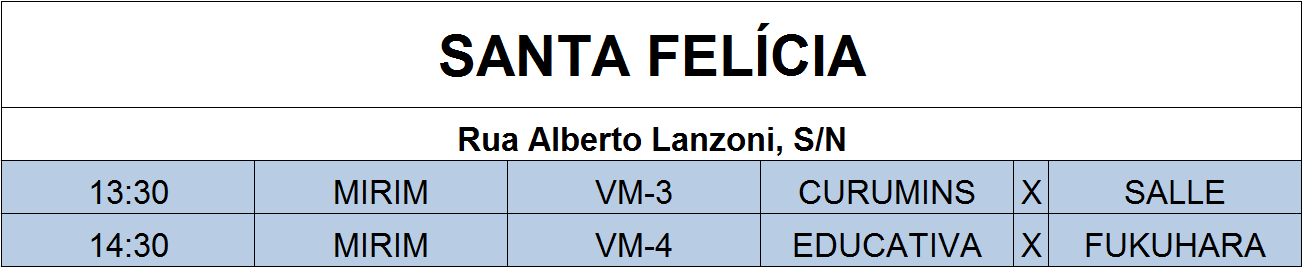 SANTA FELÍCIA
Rua Alberto Lanzoni, S/N
13:30 MIRIM VM-3 CURUMINS X SALLE
14:30 MIRIM VM-4 EDUCATIVA X FUKUHARA